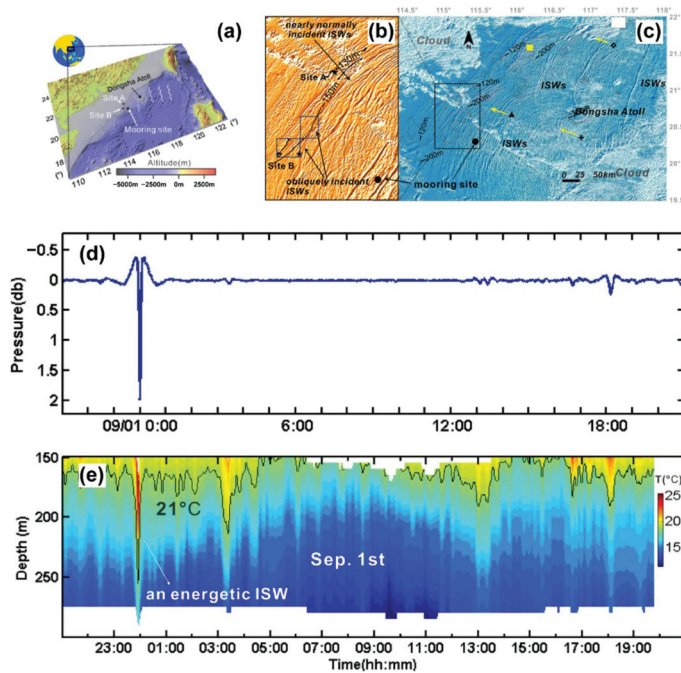 (a)
Dongsha Atoll
Site A
Site B
Mooring site
24
22
20
18
16
(°)
110
112
114
116
118
120
122
(°)
Altitude(m)
−5000m
−2500m
0m
2500m
(b)
nearly normally
incident ISWs
Site A
130m
150m
Site B
obliquely incident
ISWs
mooring site
114.5°
115°
115.5°
116°
116.5°
117°
117.5°
118°
(c)
Cloud
N
−120m
−200m
ISWs
ISWs
−120m
−200m
Dongsha Atoll
−120m
ISWs
−200m
0 25 50km
Cloud
21°
20.5°
20°
(d)
Pressure(db)
−0.5
0
0.5
1
1.5
2
09/01 0:00
6:00
12:00
18:00
(e)
Depth (m)
150
200
250
21°C
Sep. 1st
an energetic ISW
T(°C)
25
20
15
23:00
01:00
03:00
05:00
07:00
09:00
11:00
13:00
15:00
17:00
19:00
Time(hh:mm)